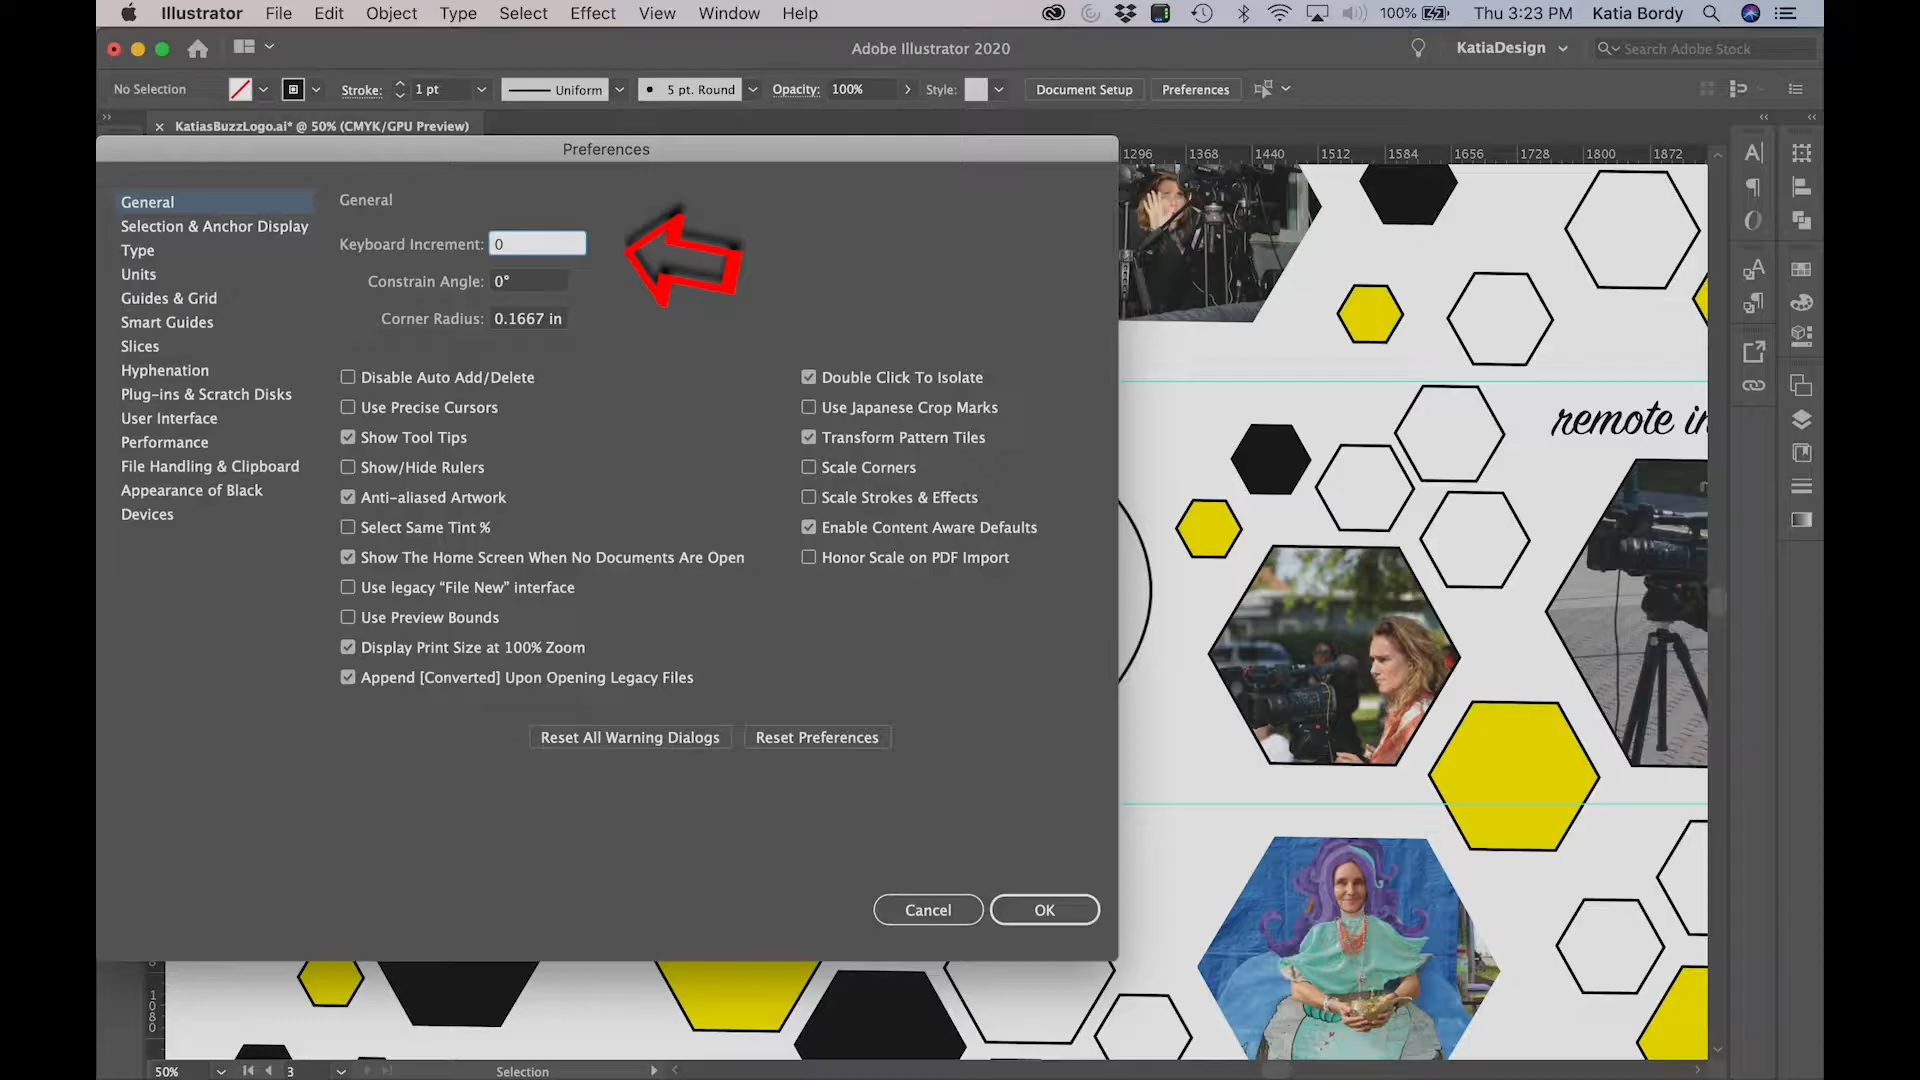 Illustrator File Edit Object Type Select Effect View Window Help 100% Thu 3:23 PM Katia Bordy
Adobe Illustrator 2020 KatiaDesign Search Adobe Stock
No Selection Stroke: 1 pt Uniform 5 pt. Round Opacity: 100% Style: Document Setup Preferences
KatiasBuzzLogo.ai* @ 50% (CMYK/GPU Preview)
Preferences
1296 1368 1440 1512 1584 1656 1728 1800 1872
General
Selection & Anchor Display
Type
Units
Guides & Grid
Smart Guides
Slices
Hyphenation
Plug-ins & Scratch Disks
User Interface
Performance
File Handling & Clipboard
Appearance of Black
Devices
General
Keyboard Increment: 0
Constrain Angle: 0°
Corner Radius: 0.1667 in
Disable Auto Add/Delete
Use Precise Cursors
Show Tool Tips
Show/Hide Rulers
Anti-aliased Artwork
Select Same Tint %
Show The Home Screen When No Documents Are Open
Use legacy “File New” interface
Use Preview Bounds
Display Print Size at 100% Zoom
Append [Converted] Upon Opening Legacy Files
Double Click To Isolate
Use Japanese Crop Marks
Transform Pattern Tiles
Scale Corners
Scale Strokes & Effects
Enable Content Aware Defaults
Honor Scale on PDF Import
Reset All Warning Dialogs Reset Preferences
Cancel OK
remote in
1080
50% 3 Selection